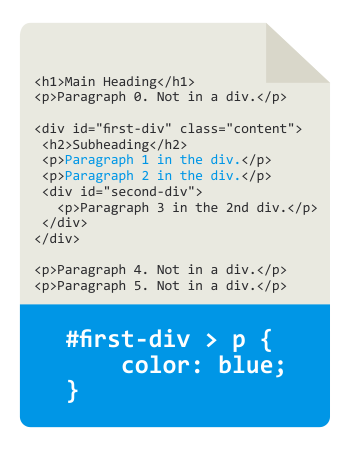 <h1>Main Heading</h1>
<p>Paragraph 0. Not in a div.</p>
<div id="first-div" class="content">
<h2>Subheading</h2>
<p>Paragraph 1 in the div.</p>
<p>Paragraph 2 in the div.</p>
<div id="second-div">
<p>Paragraph 3 in the 2nd div.</p>
</div>
</div>
<p>Paragraph 4. Not in a div.</p>
<p>Paragraph 5. Not in a div.</p>
#first-div > p {
color: blue;
}